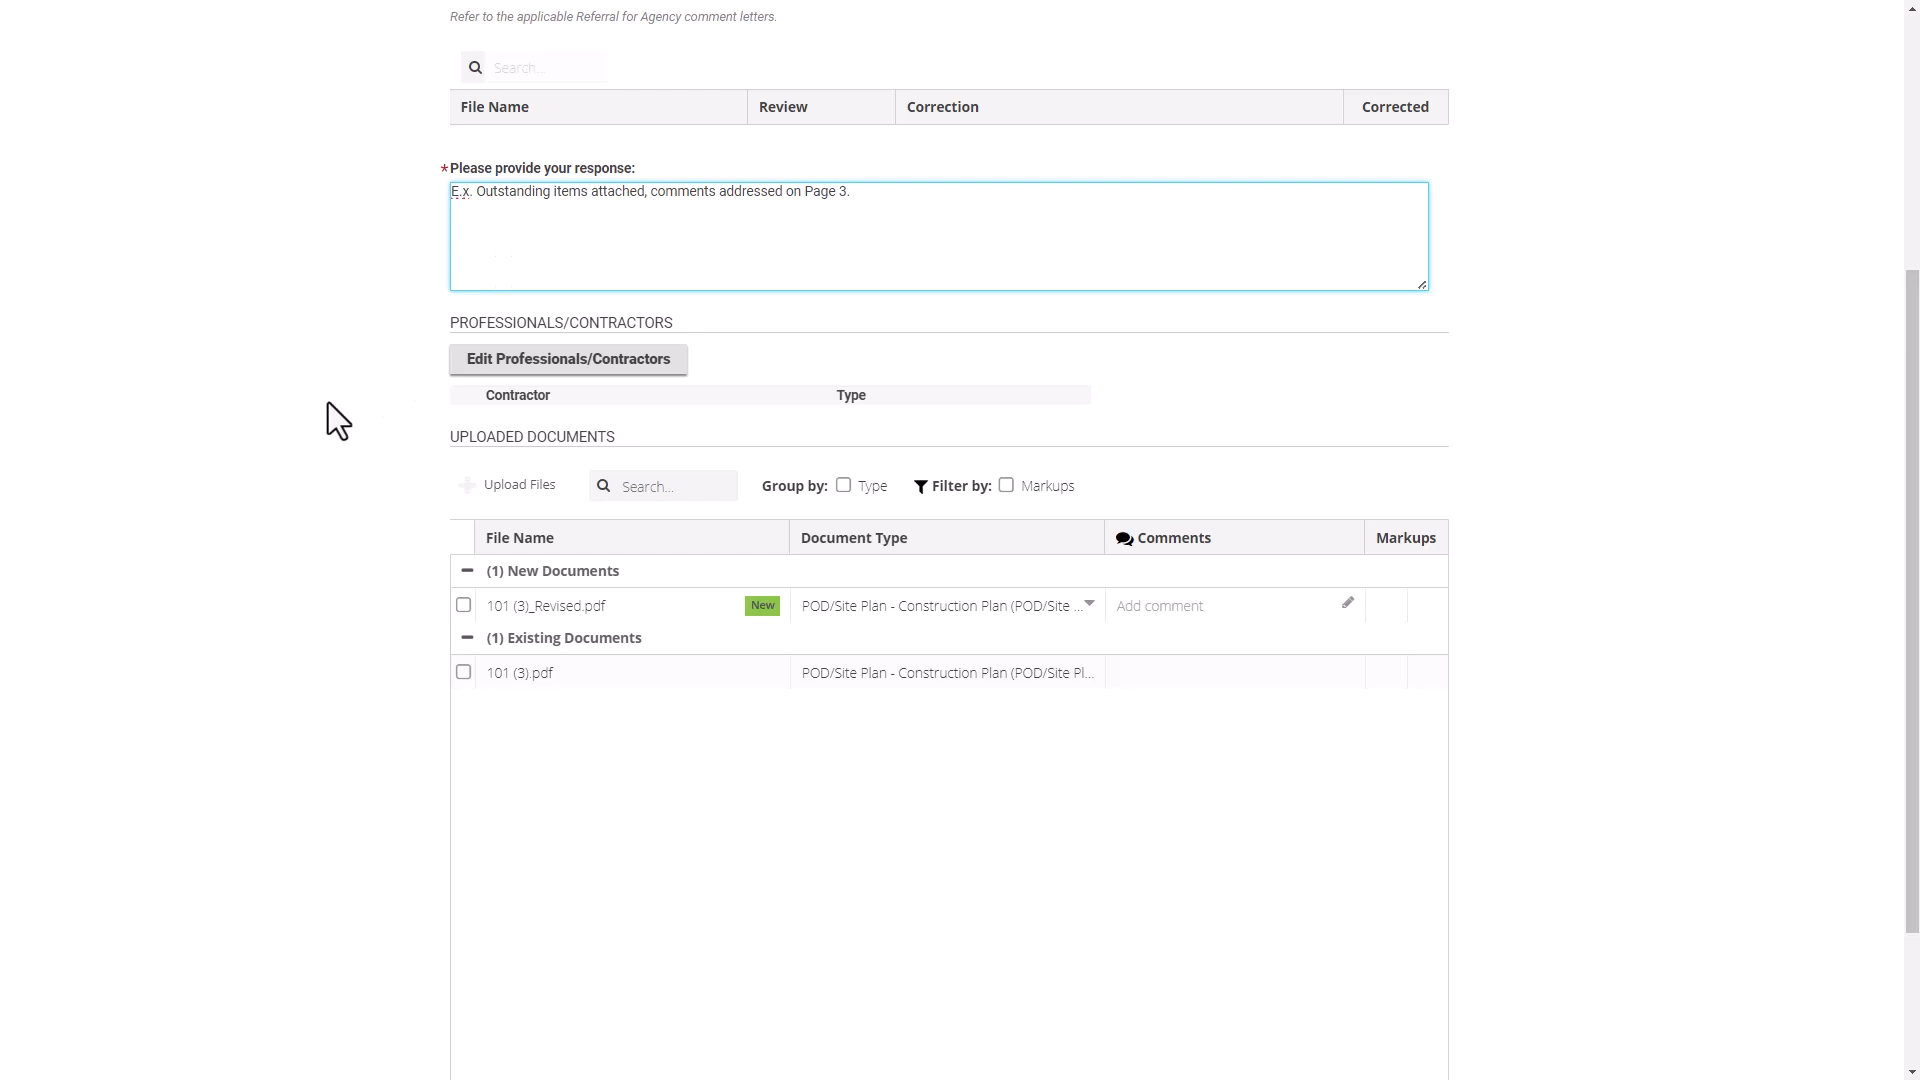 Refer to the applicable Referral for Agency comment letters.
Search...
File Name Review Correction Corrected
*Please provide your response:
E.x. Outstanding items attached, comments addressed on Page 3.
PROFESSIONALS/CONTRACTORS
Edit Professionals/Contractors
Contractor Type
UPLOADED DOCUMENTS
Upload Files Search... Group by: Type Filter by: Markups
File Name Document Type Comments Markups
(1) New Documents
101 (3)_Revised.pdf New POD/Site Plan - Construction Plan (POD/Site ... Add comment
(1) Existing Documents
101 (3).pdf POD/Site Plan - Construction Plan (POD/Site Pl...